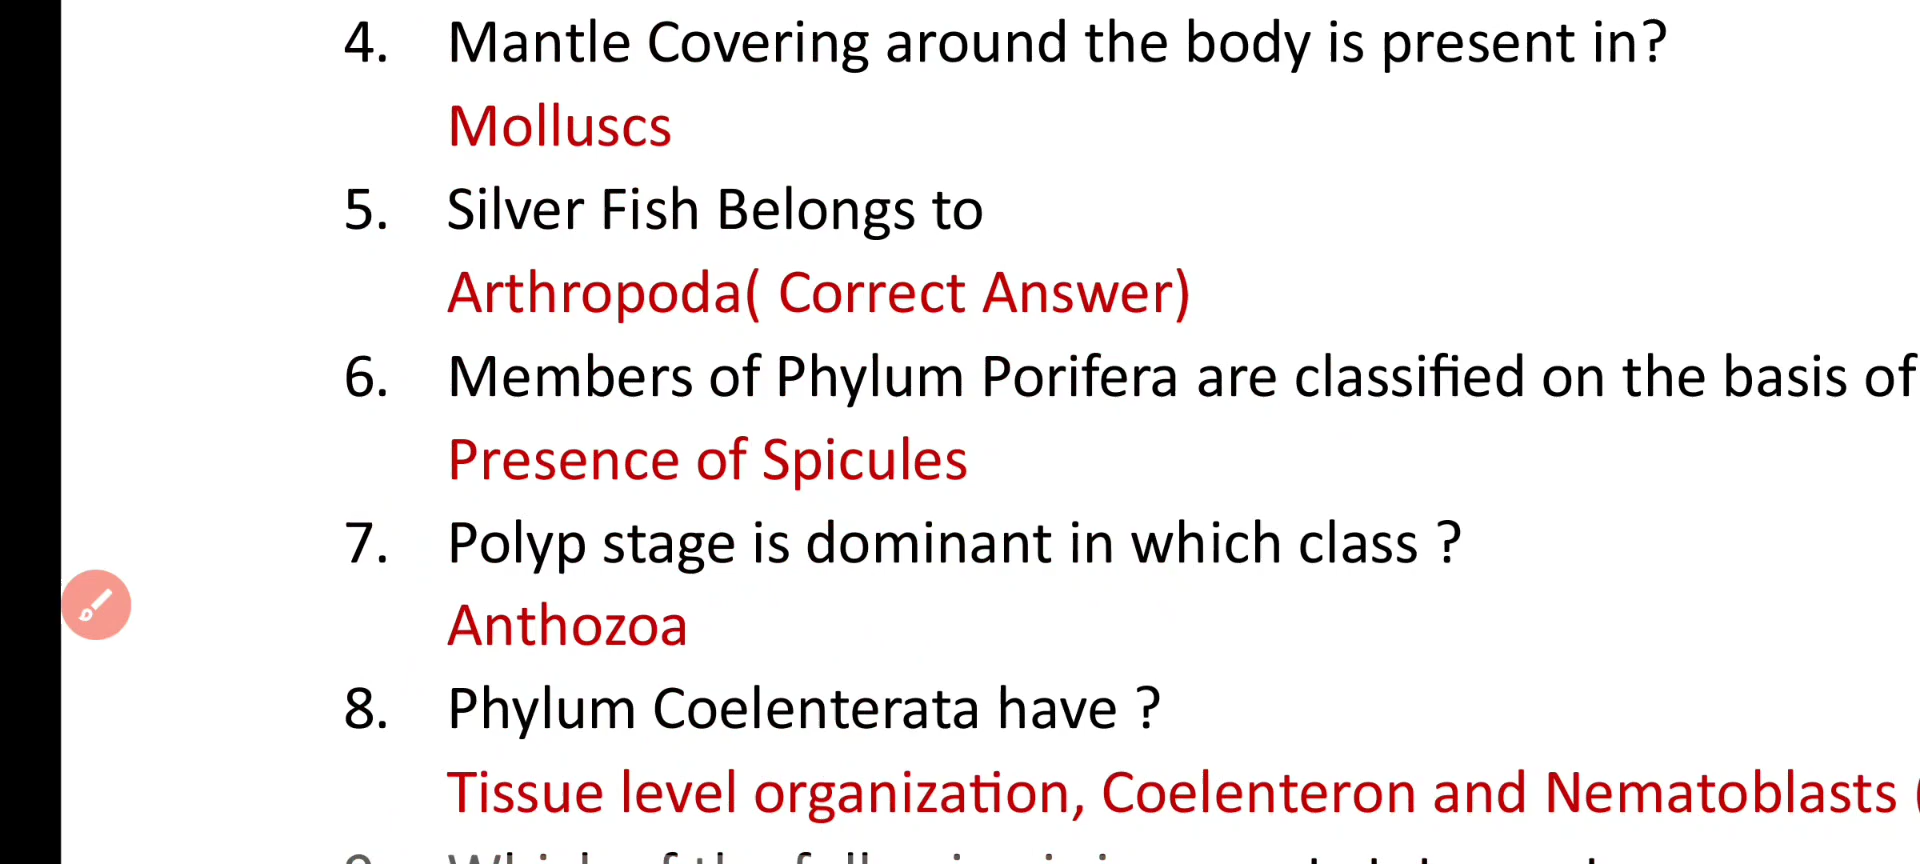 4. Mantle Covering around the body is present in?
Molluscs
5. Silver Fish Belongs to
Arthropoda( Correct Answer)
6. Members of Phylum Porifera are classified on the basis of
Presence of Spicules
7. Polyp stage is dominant in which class ?
Anthozoa
8. Phylum Coelenterata have ?
Tissue level organization, Coelenteron and Nematoblasts (